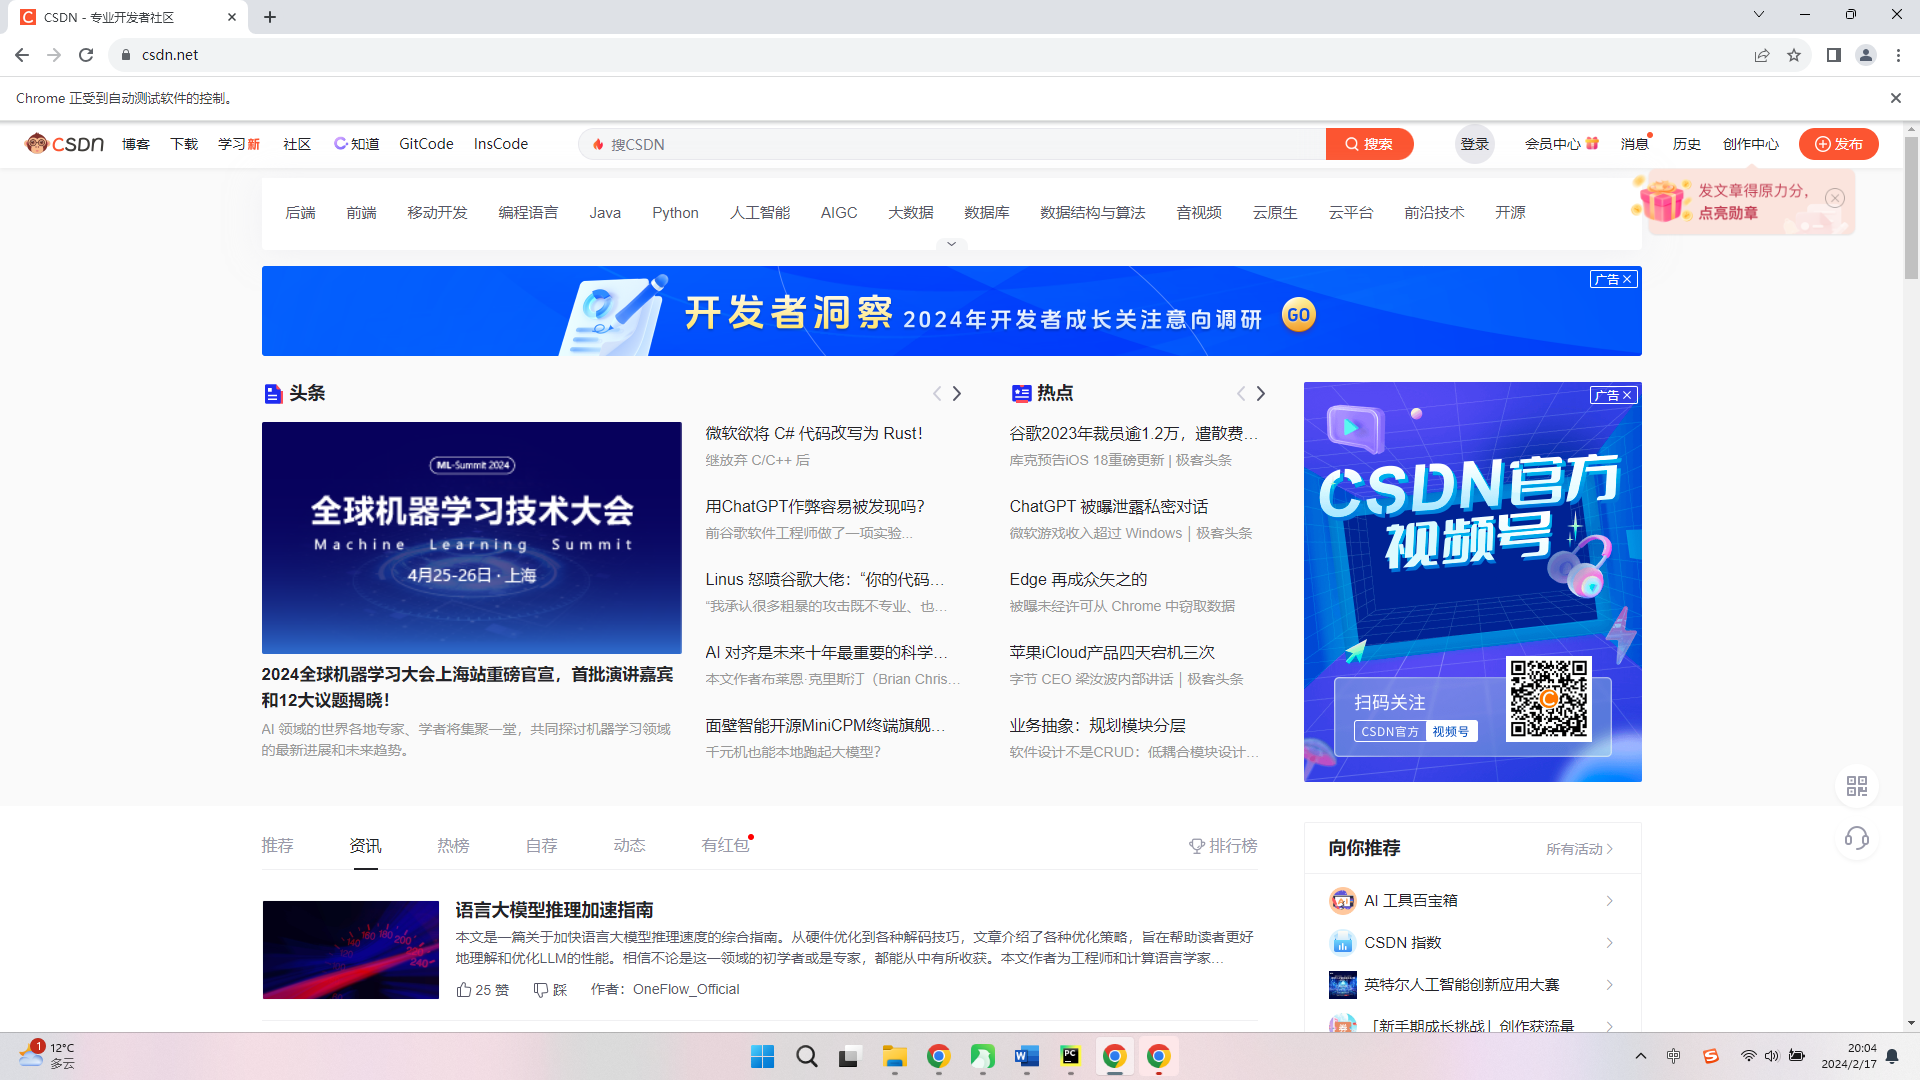 CSDN - 专业开发者社区
csdn.net
Chrome 正受到自动测试软件的控制。
CSDN 博客 下载 学习新 社区 C知道 GitCode InsCode 搜CSDN 搜索 登录 会员中心 消息 历史 创作中心 发布
发文章得原力分，
点亮勋章
后端 前端 移动开发 编程语言 Java Python 人工智能 AIGC 大数据 数据库 数据结构与算法 音视频 云原生 云平台 前沿技术 开源
广告
开发者洞察 2024年开发者成长关注意向调研 GO
头条
ML-Summit 2024
全球机器学习技术大会
Machine Learning Summit
4月25-26日 · 上海
2024全球机器学习大会上海站重磅官宣，首批演讲嘉宾
和12大议题揭晓！
AI 领域的世界各地专家、学者将集聚一堂，共同探讨机器学习领域
的最新进展和未来趋势。
微软欲将 C# 代码改写为 Rust！
继放弃 C/C++ 后
用ChatGPT作弊容易被发现吗？
前谷歌软件工程师做了一项实验...
Linus 怒喷谷歌大佬：“你的代码...
“我承认很多粗暴的攻击既不专业、也...
AI 对齐是未来十年最重要的科学...
本文作者布莱恩·克里斯汀（Brian Chris...
面壁智能开源MiniCPM终端旗舰...
千元机也能本地跑起大模型？
热点
谷歌2023年裁员逾1.2万，遣散费...
库克预告iOS 18重磅更新 | 极客头条
ChatGPT 被曝泄露私密对话
微软游戏收入超过 Windows｜极客头条
Edge 再成众矢之的
被曝未经许可从 Chrome 中窃取数据
苹果iCloud产品四天宕机三次
字节 CEO 梁汝波内部讲话｜极客头条
业务抽象：规划模块分层
软件设计不是CRUD：低耦合模块设计...
广告
CSDN官方
视频号
扫码关注
CSDN官方 视频号
推荐 资讯 热榜 自荐 动态 有红包 排行榜
语言大模型推理加速指南
本文是一篇关于加快语言大模型推理速度的综合指南。从硬件优化到各种解码技巧，文章介绍了各种优化策略，旨在帮助读者更好
地理解和优化LLM的性能。相信不论是这一领域的初学者或是专家，都能从中有所收获。本文作者为工程师和计算语言学家...
25 赞 踩 作者：OneFlow_Official
140 160 180 200 220 240
向你推荐 所有活动
AI 工具百宝箱
CSDN 指数
英特尔人工智能创新应用大赛
「新手期成长挑战」创作获流量
1 12°C
多云
W PC 中 S
20:04
2024/2/17